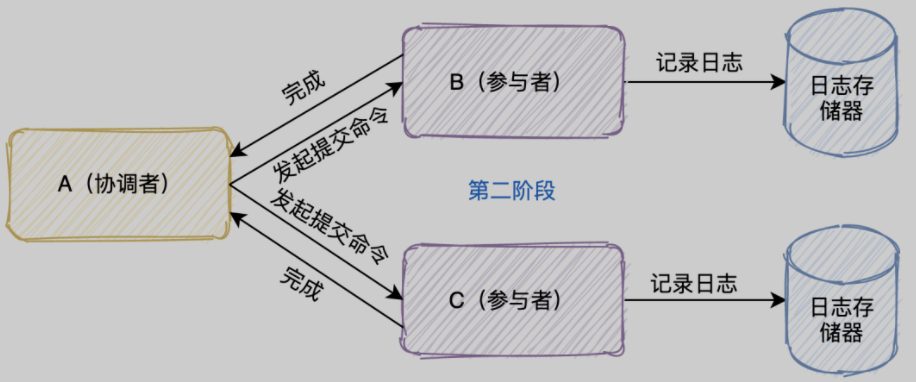 B（参与者）
记录日志
日志存
储器
完成
发起提交命令
A（协调者）
第二阶段
发起提交命令
完成
C（参与者）
记录日志
日志存
储器